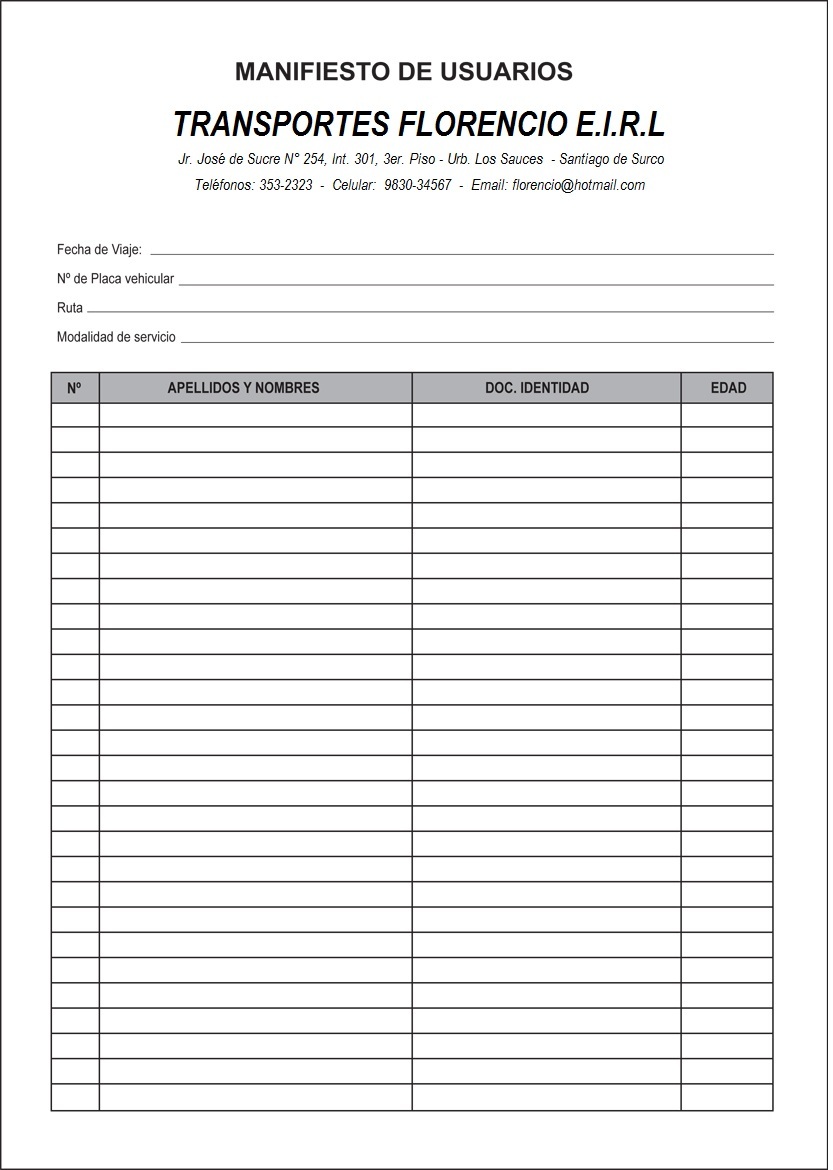 MANIFIESTO DE USUARIOS
TRANSPORTES FLORENCIO E.I.R.L
Jr. José de Sucre N° 254, Int. 301, 3er. Piso - Urb. Los Sauces - Santiago de Surco
Teléfonos: 353-2323 - Celular: 9830-34567 - Email: florencio@hotmail.com
Fecha de Viaje:
Nº de Placa vehicular
Ruta
Modalidad de servicio
Nº APELLIDOS Y NOMBRES DOC. IDENTIDAD EDAD